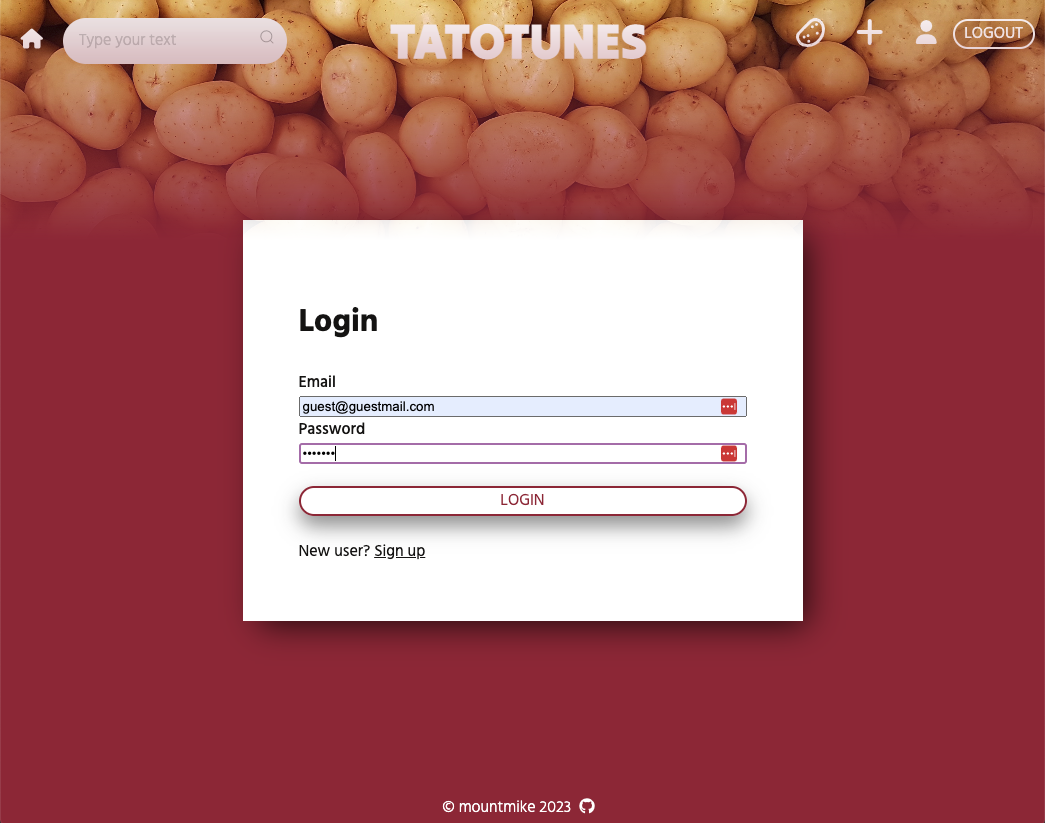 Type your text
TATOTUNES
LOGOUT
Login
Email
guest@guestmail.com
Password
•••••••
LOGIN
New user? Sign up
© mountmike 2023